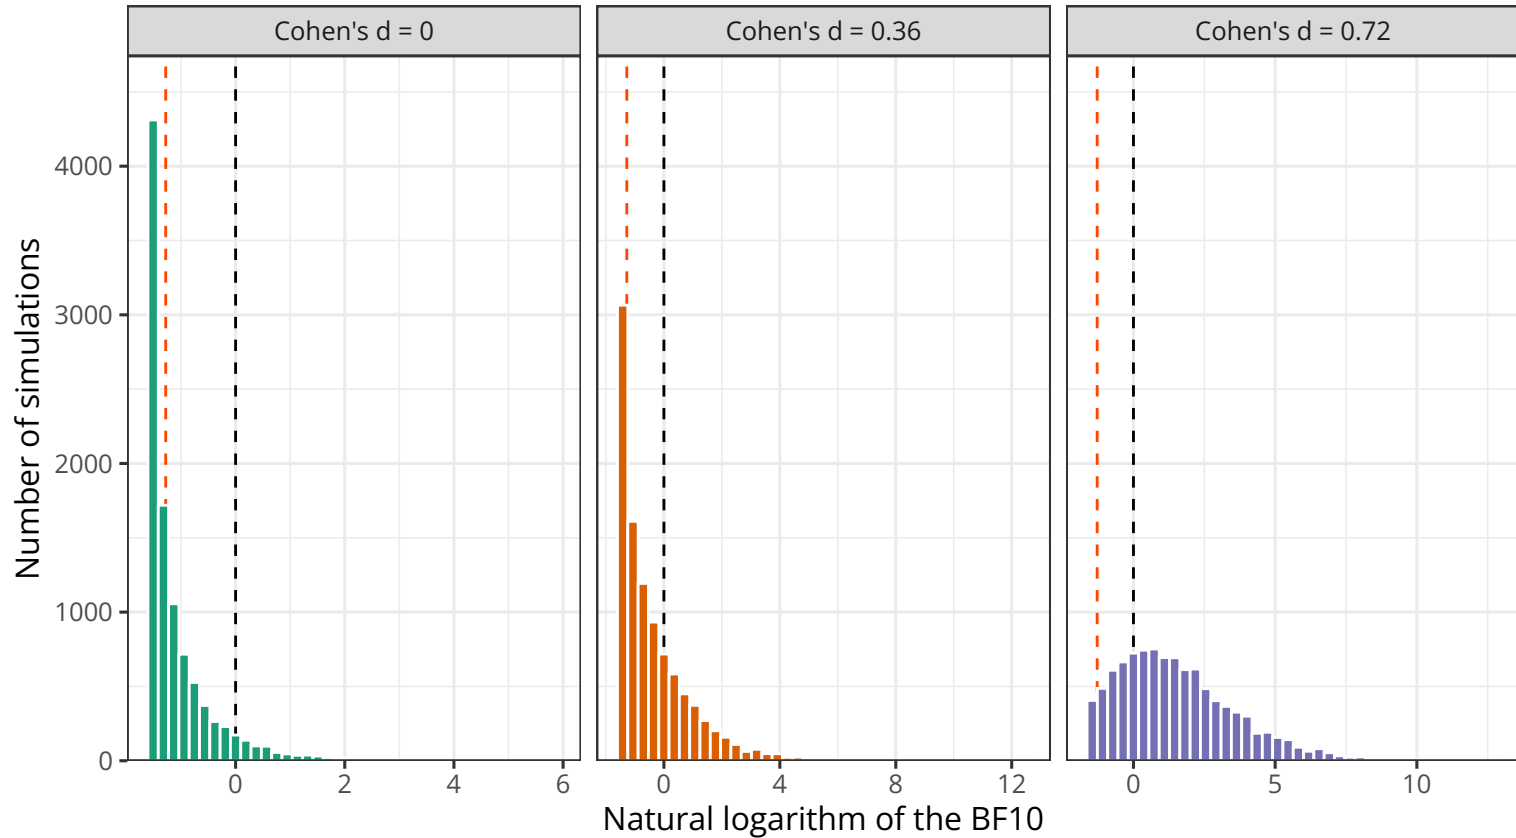 Cohen's d = 0
Cohen's d = 0.36
Cohen's d = 0.72
Number of simulations
4000
3000
2000
1000
0
0 2 4 6
0 4 8 12
0 5 10
Natural logarithm of the BF10